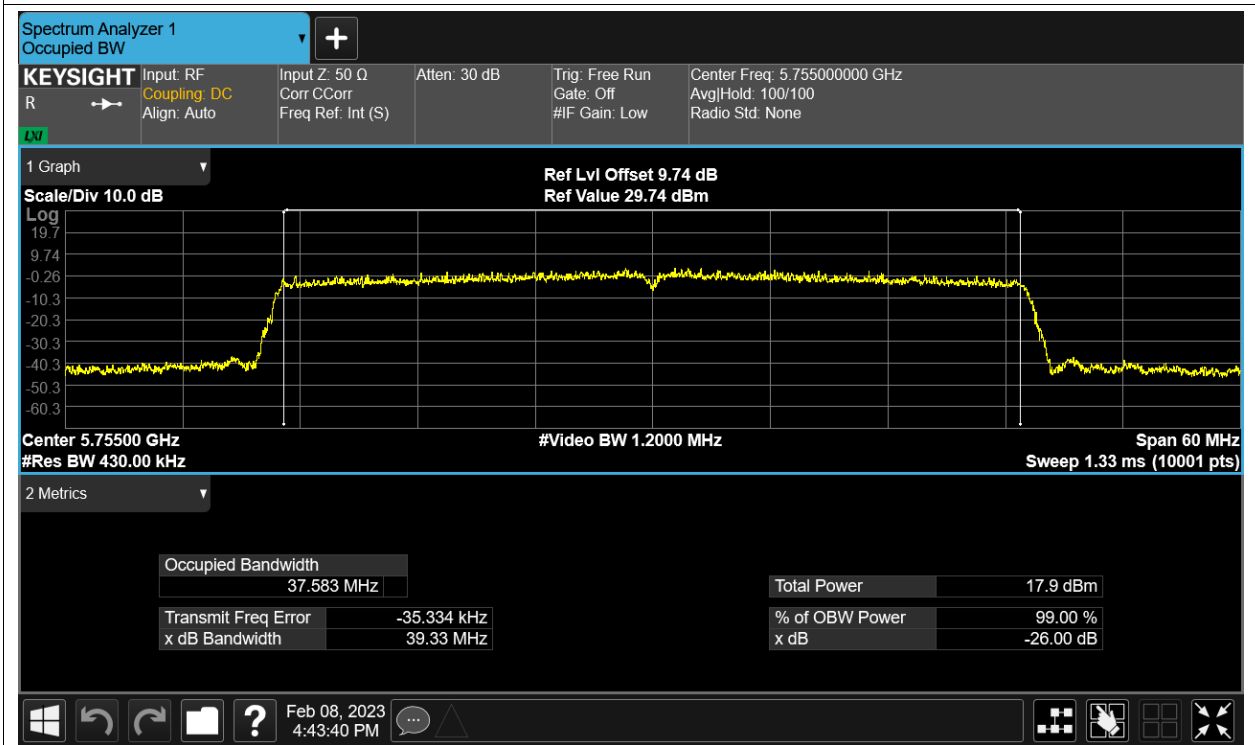 Spectrum Analyzer 1
Occupied BW
KEYSIGHT
R
LXI
Input: RF
Coupling: DC
Align: Auto
Input Z: 50 Ω
Corr CCorr
Freq Ref: Int (S)
Atten: 30 dB
Trig: Free Run
Gate: Off
#IF Gain: Low
Center Freq: 5.755000000 GHz
Avg|Hold: 100/100
Radio Std: None
1 Graph
Scale/Div 10.0 dB
Ref Lvl Offset 9.74 dB
Ref Value 29.74 dBm
Log
19.7
9.74
-0.26
-10.3
-20.3
-30.3
-40.3
-50.3
-60.3
Center 5.75500 GHz
#Video BW 1.2000 MHz
Span 60 MHz
#Res BW 430.00 kHz
Sweep 1.33 ms (10001 pts)
2 Metrics
Occupied Bandwidth
37.583 MHz
Total Power 17.9 dBm
Transmit Freq Error -35.334 kHz
% of OBW Power 99.00 %
x dB Bandwidth 39.33 MHz
x dB -26.00 dB
?
Feb 08, 2023
4:43:40 PM